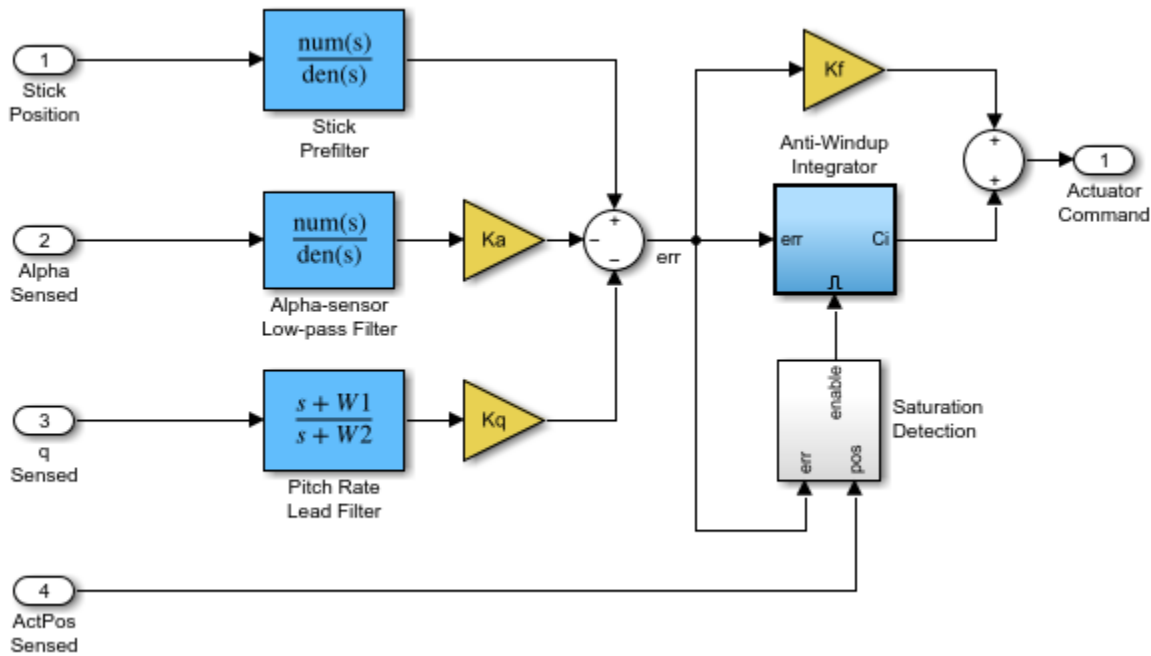 1
Stick
Position
num(s)
den(s)
Stick
Prefilter
2
Alpha
Sensed
num(s)
den(s)
Alpha-sensor
Low-pass Filter
Ka
3
q
Sensed
s + W1
s + W2
Pitch Rate
Lead Filter
Kq
4
ActPos
Sensed
+
−
−
err
Kf
Anti-Windup
Integrator
err
Ci
enable
err
pos
Saturation
Detection
+
+
1
Actuator
Command